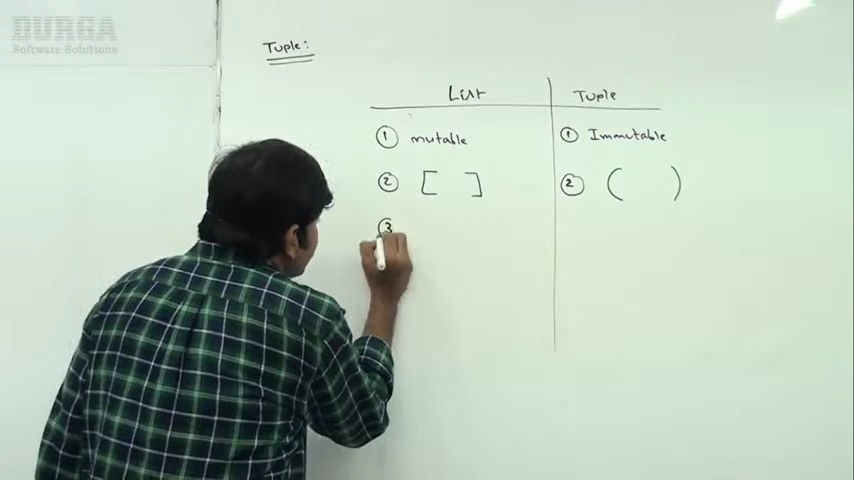 DURGA
Software Solutions
Tuple:
List Tuple
① mutable ① Immutable
② [ ] ② ( )
③